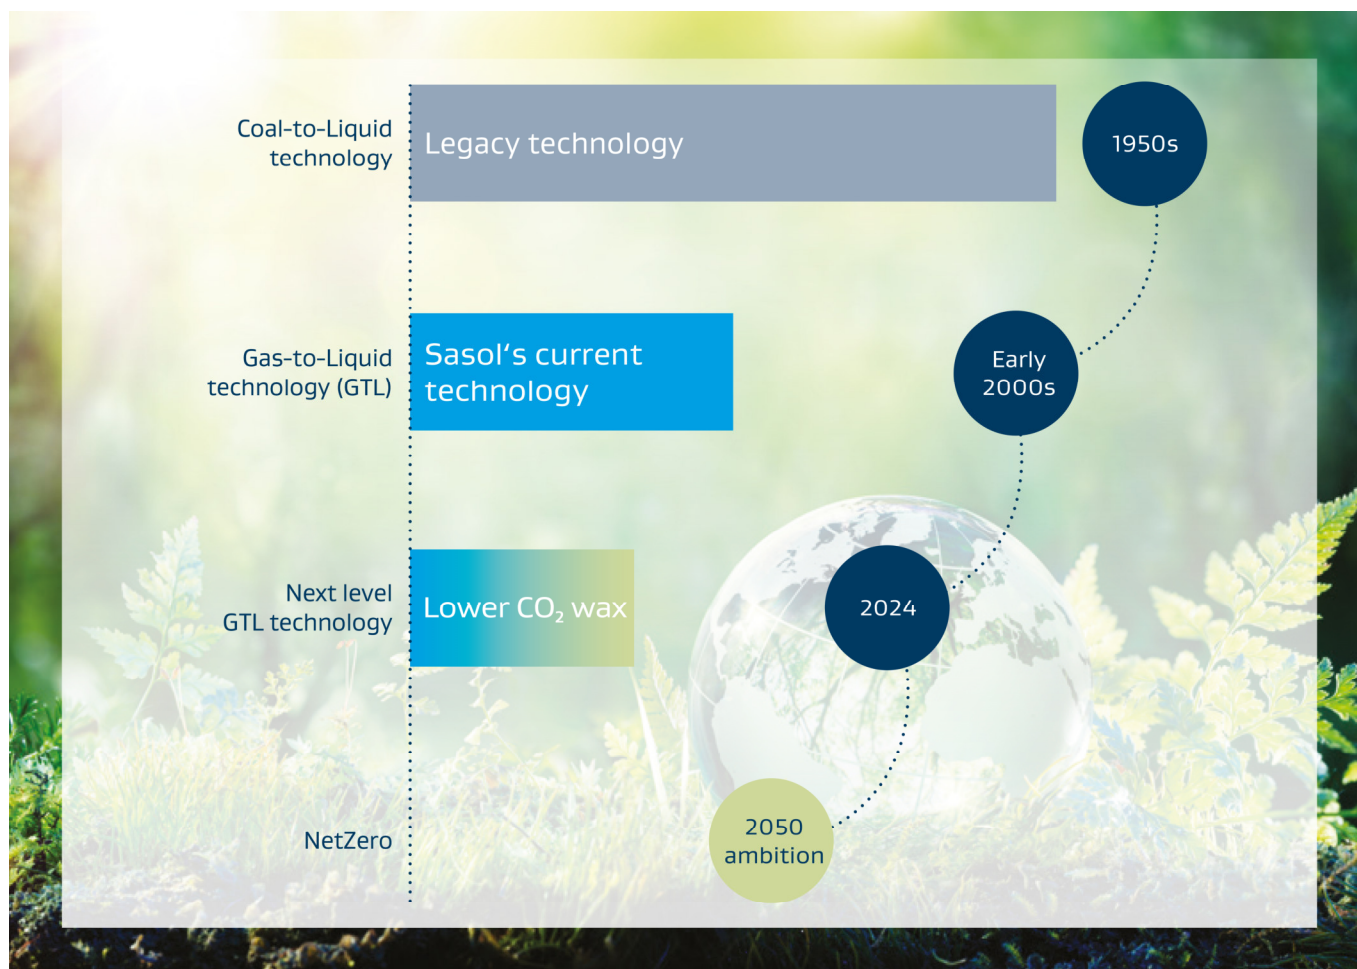 Coal-to-Liquid
technology
Legacy technology
1950s
Gas-to-Liquid
technology (GTL)
Sasol‘s current
technology
Early
2000s
Next level
GTL technology
Lower CO₂ wax
2024
NetZero
2050
ambition